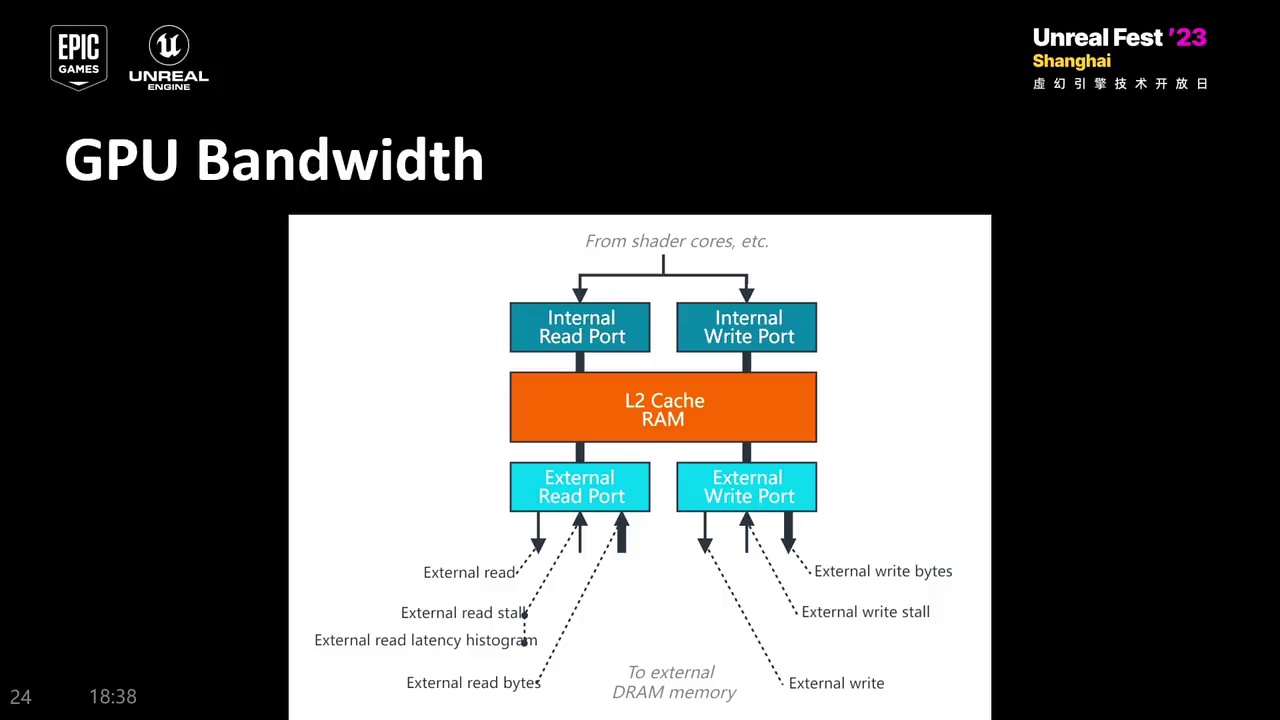 EPIC
GAMES
UNREAL
ENGINE
Unreal Fest '23
Shanghai
虚幻引擎技术开放日
GPU Bandwidth
From shader cores, etc.
Internal
Read Port
Internal
Write Port
L2 Cache
RAM
External
Read Port
External
Write Port
External read
External write bytes
External read stall
External write stall
External read latency histogram
External read bytes
To external
DRAM memory
External write
24
18:38